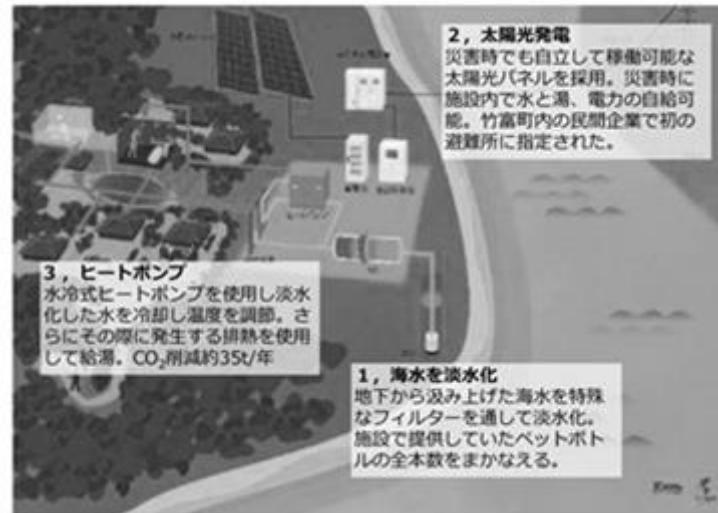 2，太陽光発電
災害時でも自立して稼働可能な
太陽光パネルを採用。災害時に
施設内で水と湯、電力の自給可
能。竹富町内の民間企業で初の
避難所に指定された。
3，ヒートポンプ
水冷式ヒートポンプを使用し淡水
化した水を冷却し温度を調節。さ
らにその際に発生する排熱を使用
して給湯。CO₂削減約35t/年
1，海水を淡水化
地下から汲み上げた海水を特殊
なフィルターを通して淡水化。
施設で提供していたペットボト
ルの全本数をまかなえる。